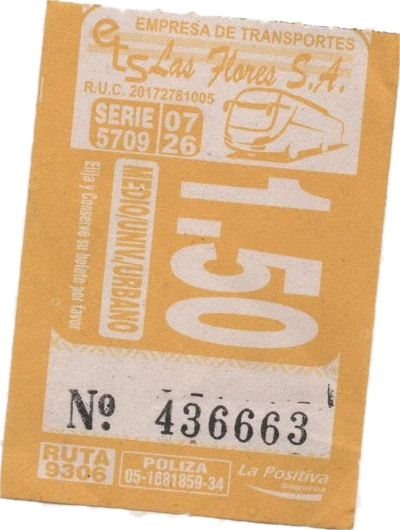 ets
EMPRESA DE TRANSPORTES
Las Flores S.A.
R.U.C. 20172781005
SERIE
5709
07
26
1.50
MEDIO/UNIV./URBANO
Elija y Conserve su boleto por favor
Nº 436663
RUTA
9306
POLIZA
05-1681859-34
La Positiva
Seguros